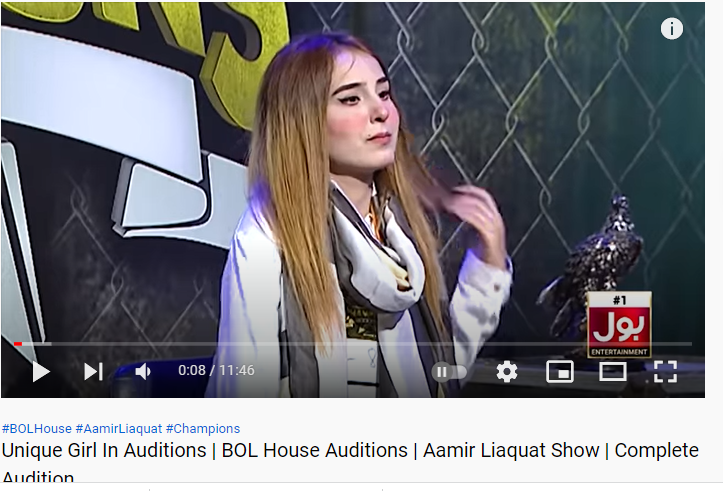 #1
بول
ENTERTAINMENT
0:08 / 11:46
#BOLHouse #AamirLiaquat #Champions
Unique Girl In Auditions | BOL House Auditions | Aamir Liaquat Show | Complete
Audition